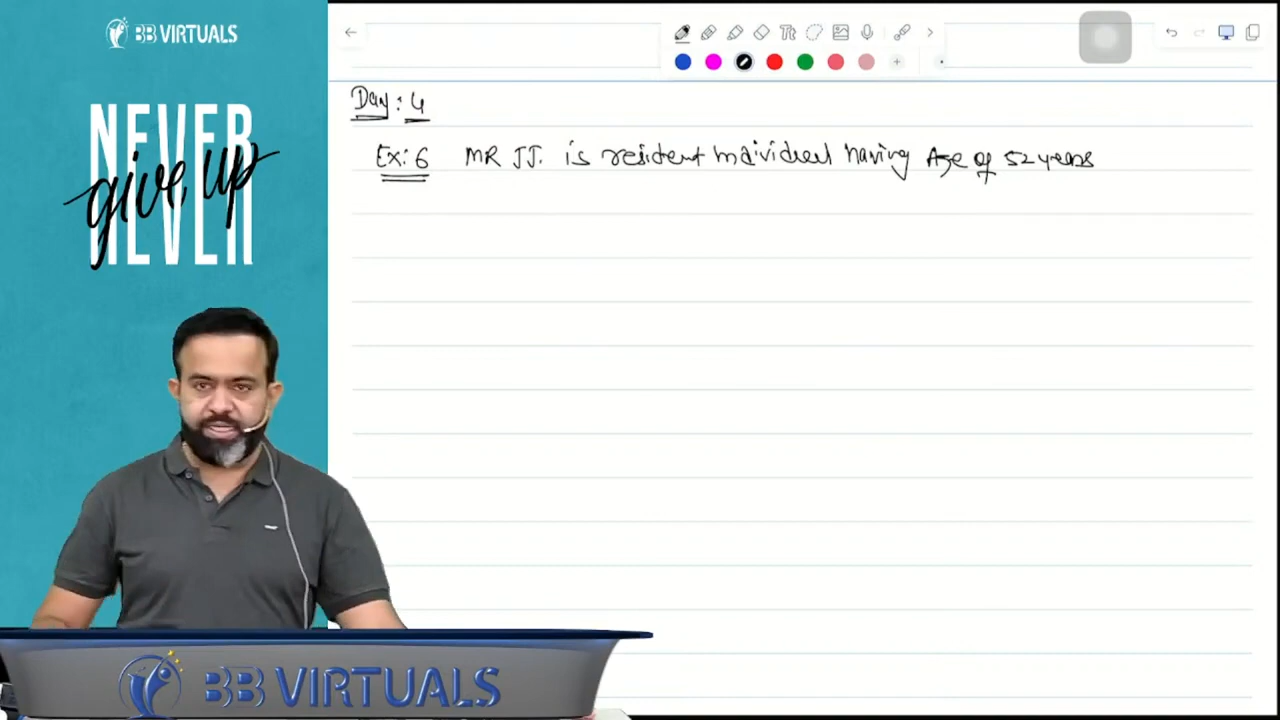 BB VIRTUALS
NEVER
give up
NEVER
Day: 4
Ex: 6 MR JJ. is resident Individual having Age of 52 years
BB VIRTUALS